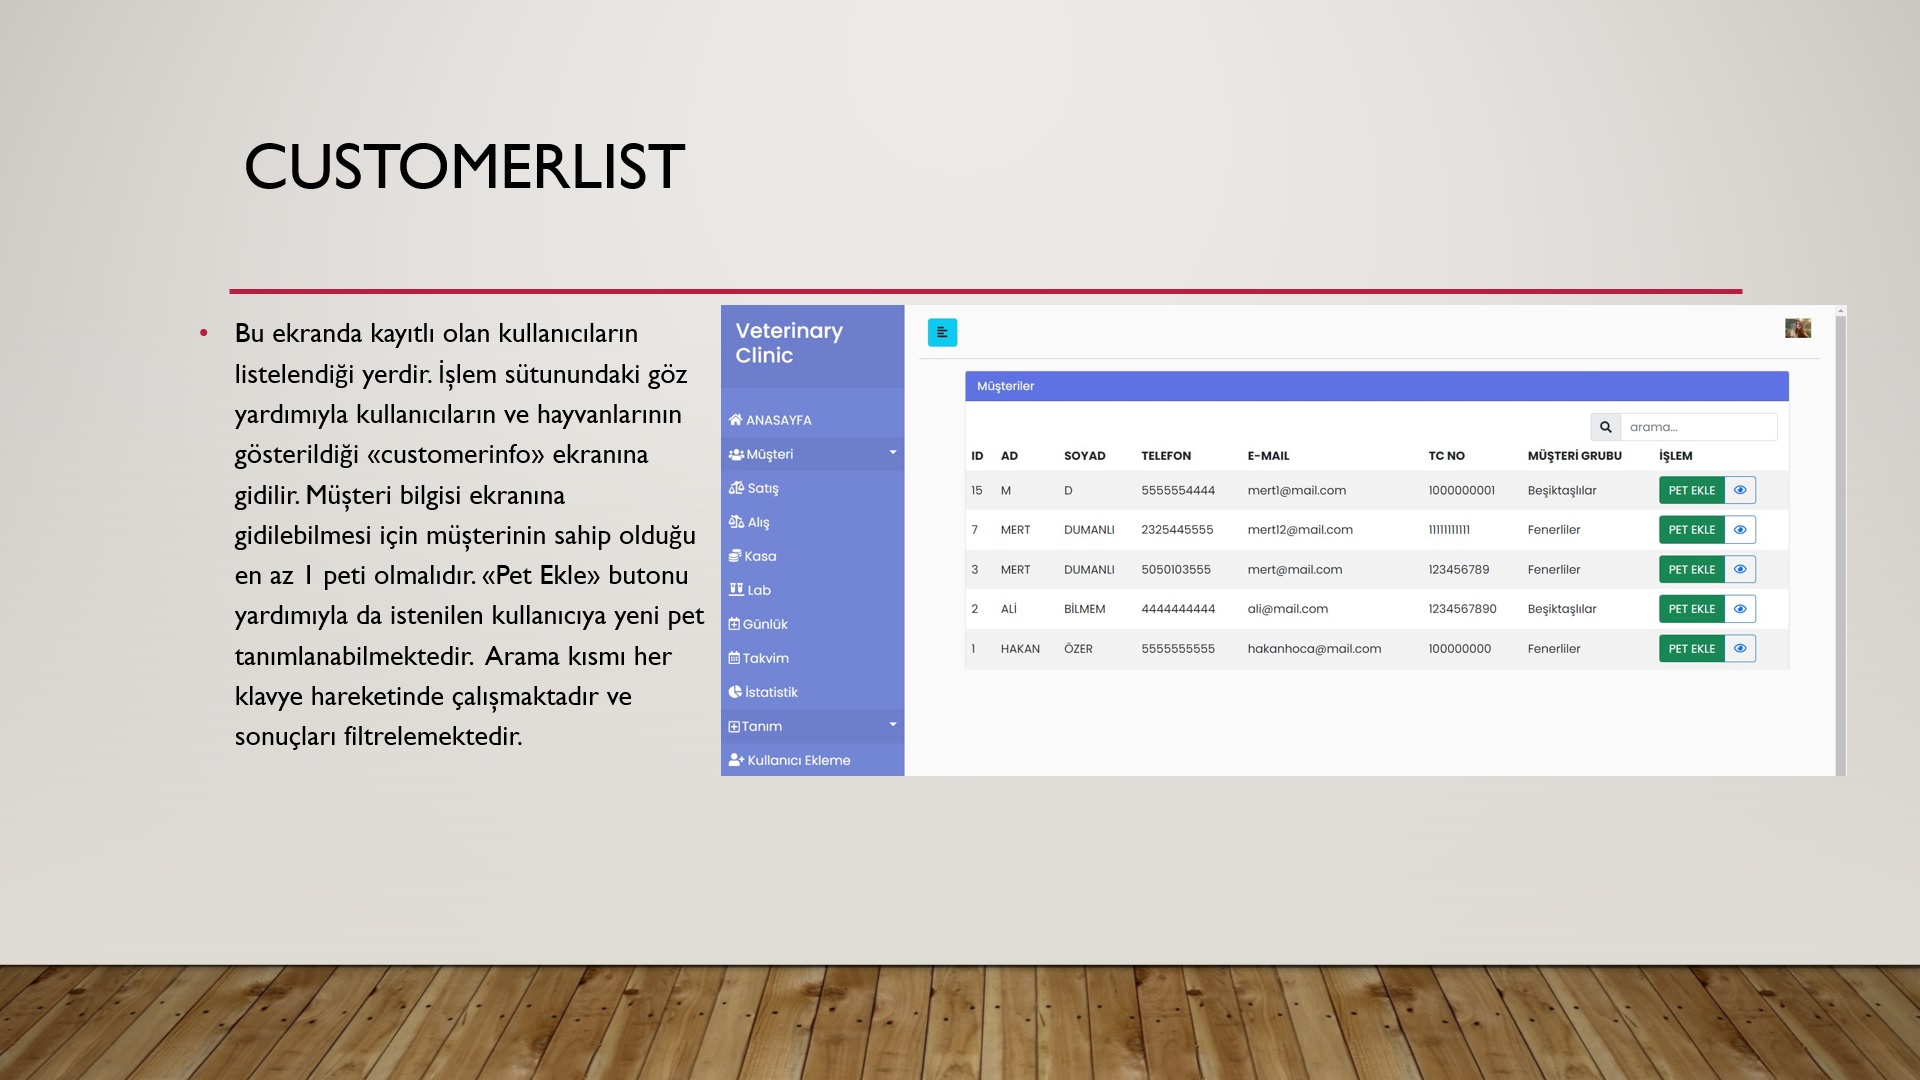 CUSTOMERLIST
• Bu ekranda kayıtlı olan kullanıcıların
listelendiği yerdir. İşlem sütunundaki göz
yardımıyla kullanıcıların ve hayvanlarının
gösterildiği «customerinfo» ekranına
gidilir. Müşteri bilgisi ekranına
gidilebilmesi için müşterinin sahip olduğu
en az 1 peti olmalıdır. «Pet Ekle» butonu
yardımıyla da istenilen kullanıcıya yeni pet
tanımlanabilmektedir. Arama kısmı her
klavye hareketinde çalışmaktadır ve
sonuçları filtrelemektedir.
Veterinary
Clinic
ANASAYFA
Müşteri
Satış
Alış
Kasa
Lab
Günlük
Takvim
İstatistik
Tanım
Kullanıcı Ekleme
Müşteriler
arama...
ID AD SOYAD TELEFON E-MAIL TC NO MÜŞTERİ GRUBU İŞLEM
15 M D 5555554444 mert1@mail.com 1000000001 Beşiktaşlılar PET EKLE
7 MERT DUMANLI 2325445555 mert12@mail.com 11111111111 Fenerliler PET EKLE
3 MERT DUMANLI 5050103555 mert@mail.com 123456789 Fenerliler PET EKLE
2 ALİ BİLMEM 4444444444 ali@mail.com 1234567890 Beşiktaşlılar PET EKLE
1 HAKAN ÖZER 5555555555 hakanhoca@mail.com 100000000 Fenerliler PET EKLE